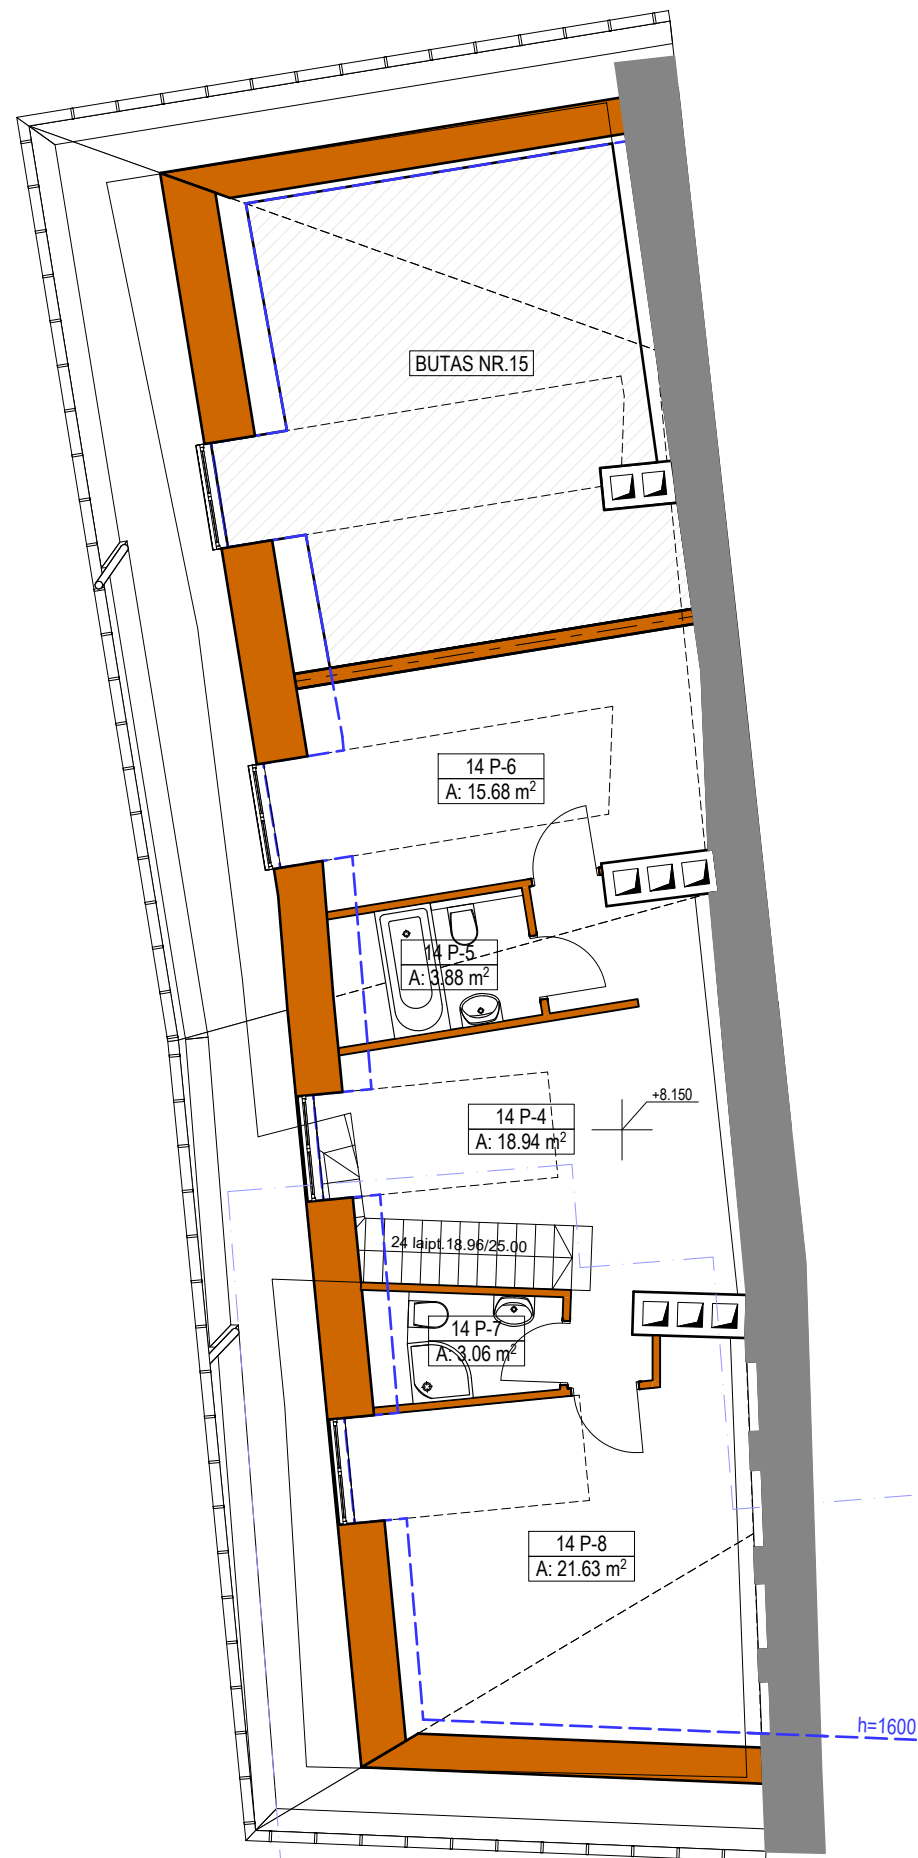 BUTAS NR.15
14 P-6
A: 15.68 m²
14 P-5
A: 3.88 m²
+8.150
14 P-4
A: 18.94 m²
24 laipt.18.96/25.00
14 P-7
A: 3.06 m²
14 P-8
A: 21.63 m²
h=1600